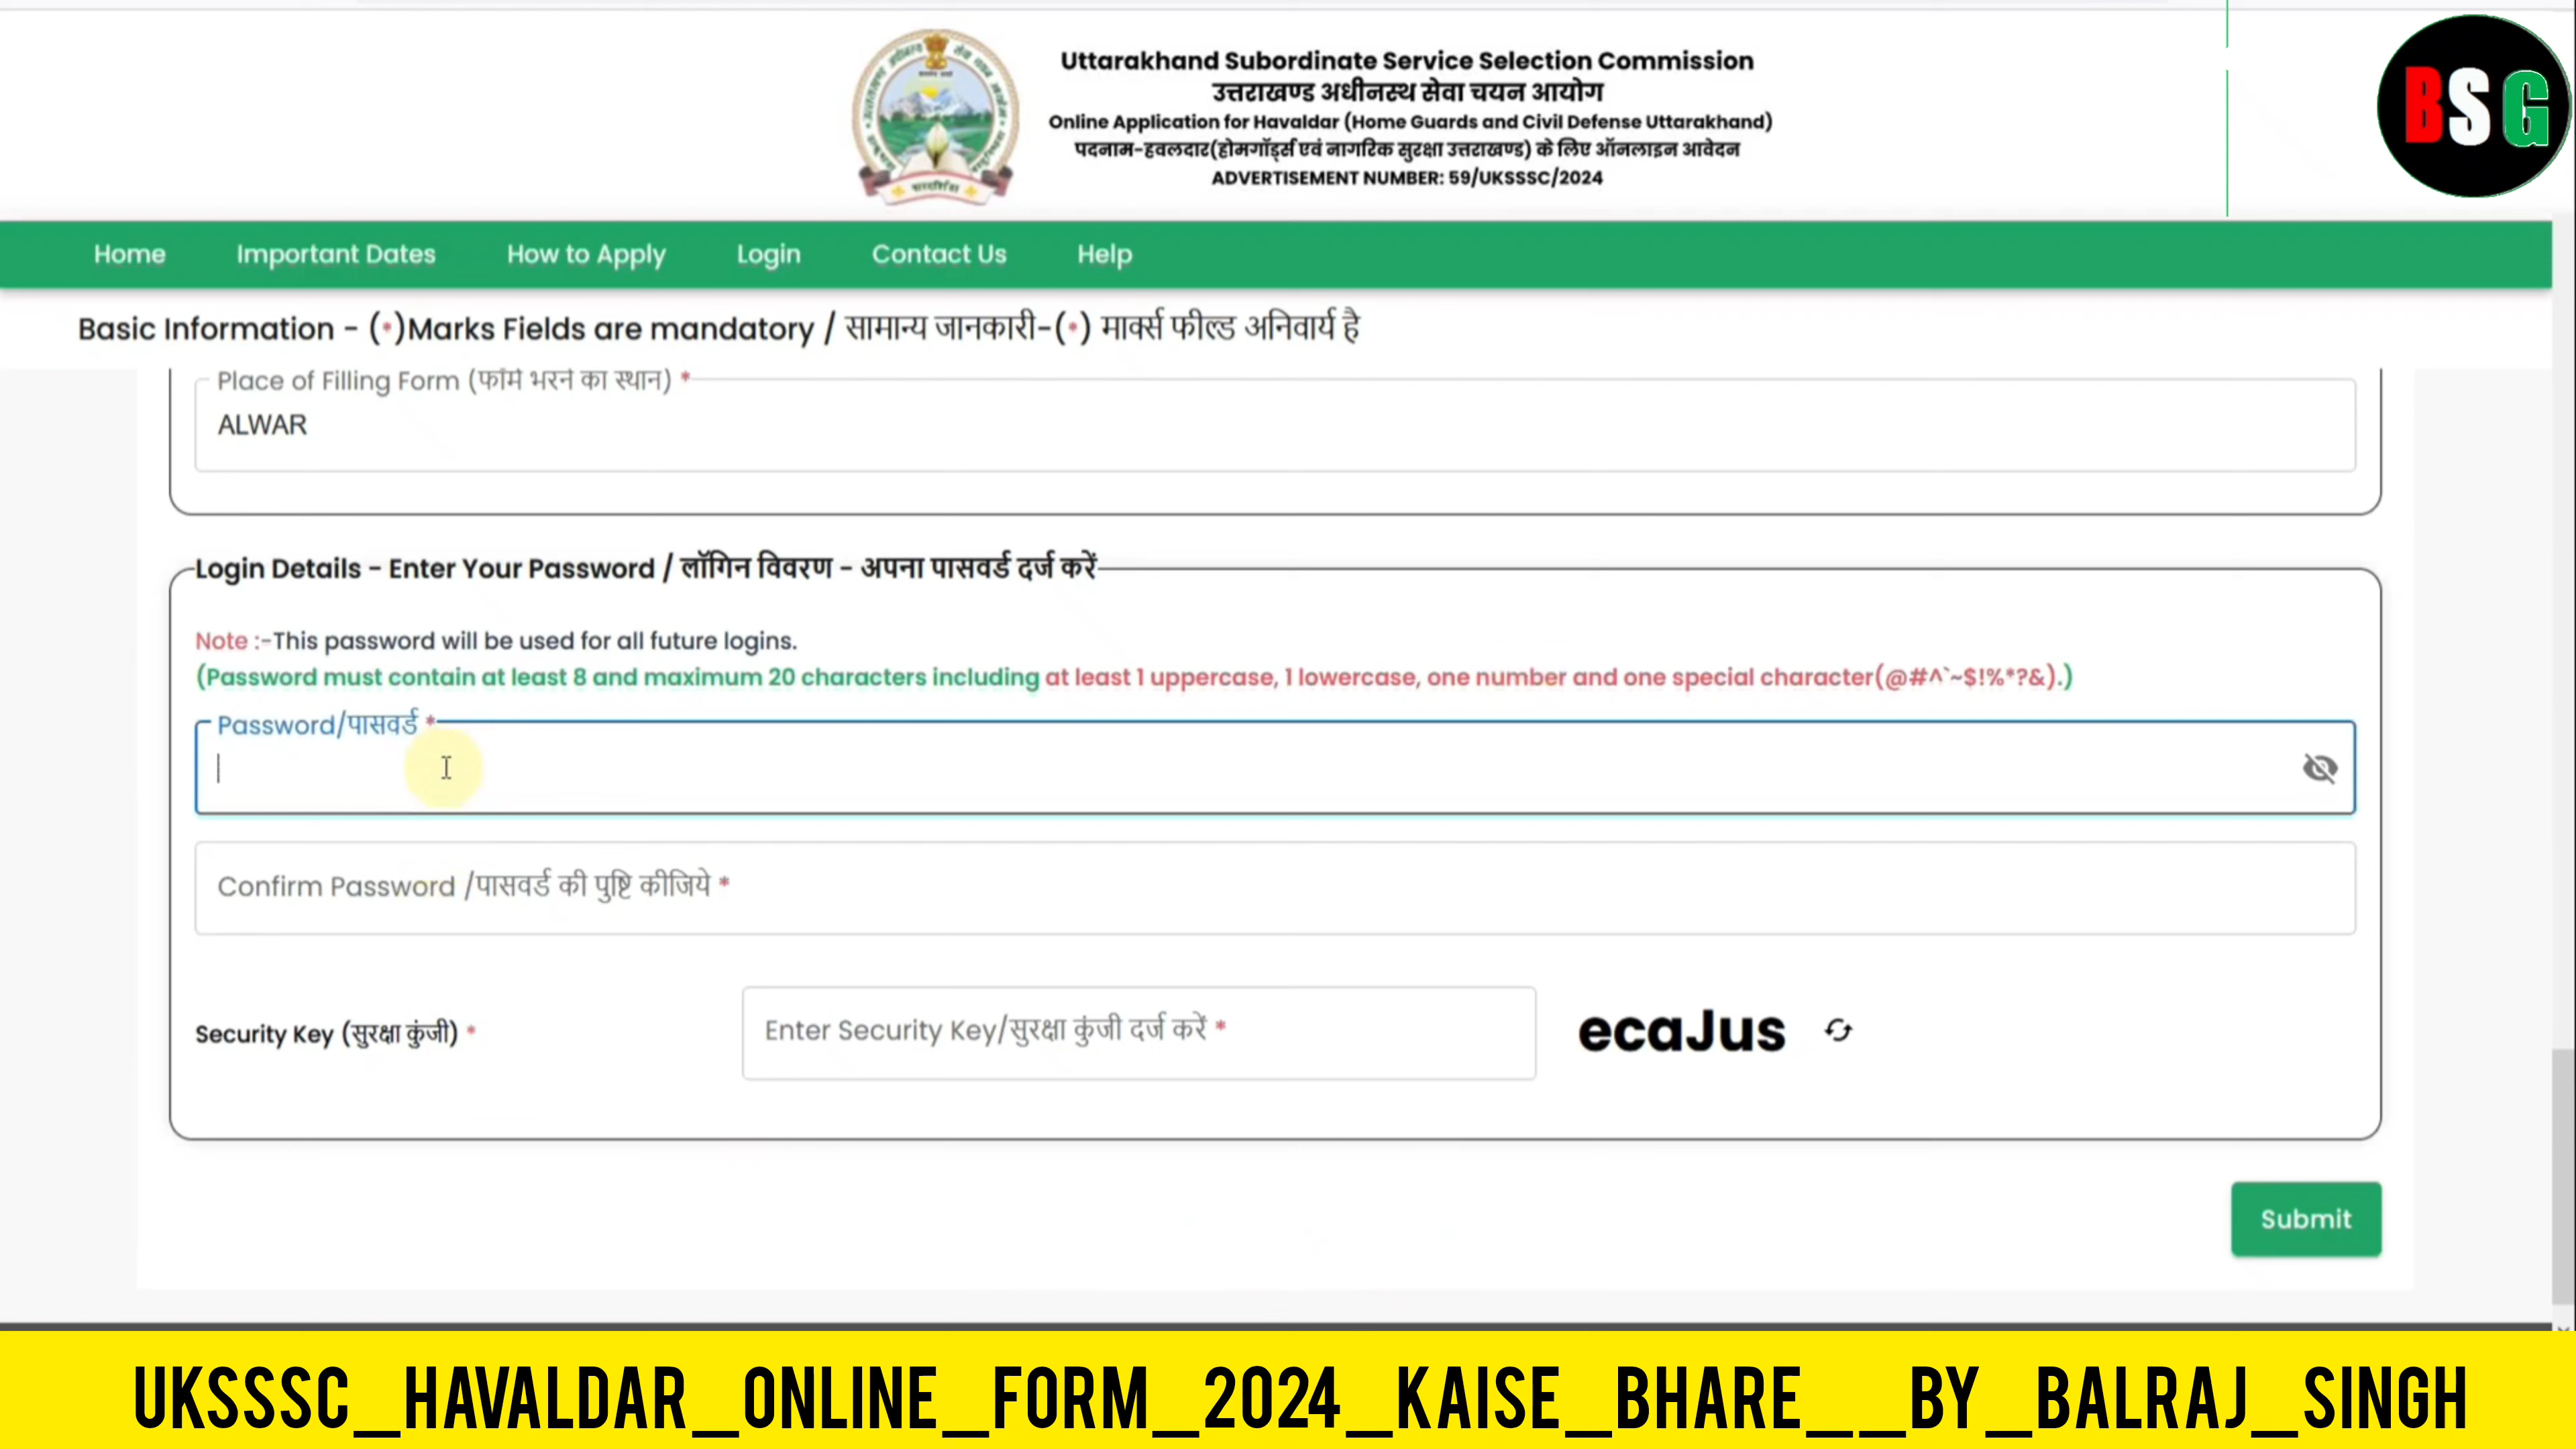 Uttarakhand Subordinate Service Selection Commission
उत्तराखण्ड अधीनस्थ सेवा चयन आयोग
Online Application for Havaldar (Home Guards and Civil Defense Uttarakhand)
पदनाम-हवलदार(होमगॉर्ड्स एवं नागरिक सुरक्षा उत्तराखण्ड) के लिए ऑनलाइन आवेदन
ADVERTISEMENT NUMBER: 59/UKSSSC/2024
BSG
Home Important Dates How to Apply Login Contact Us Help
Basic Information - (*)Marks Fields are mandatory / सामान्य जानकारी-(*) मार्क्स फील्ड अनिवार्य है
Place of Filling Form (फॉर्म भरने का स्थान) *
ALWAR
Login Details - Enter Your Password / लॉगिन विवरण - अपना पासवर्ड दर्ज करें
Note :-This password will be used for all future logins.
(Password must contain at least 8 and maximum 20 characters including at least 1 uppercase, 1 lowercase, one number and one special character(@#^`~$!%*?&).)
Password/पासवर्ड *
Confirm Password /पासवर्ड की पुष्टि कीजिये *
Security Key (सुरक्षा कुंजी) * Enter Security Key/सुरक्षा कुंजी दर्ज करें * ecaJus
Submit
UKSSSC_HAVALDAR_ONLINE_FORM_2024_KAISE_BHARE__BY_BALRAJ_SINGH